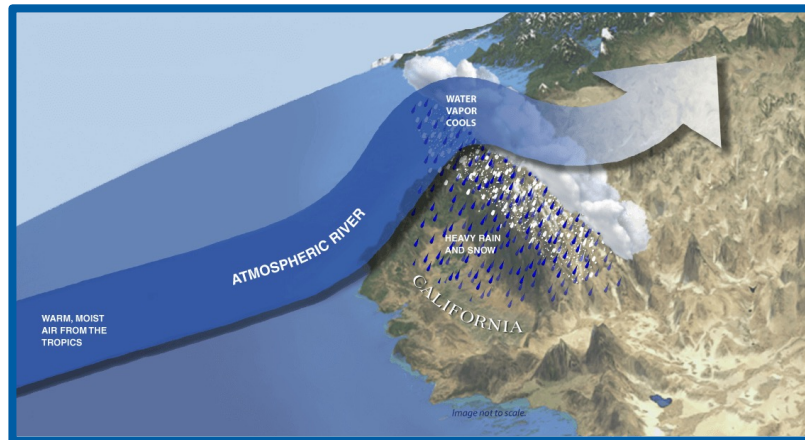 WATER
VAPOR
COOLS
ATMOSPHERIC RIVER
HEAVY RAIN
AND SNOW
CALIFORNIA
WARM, MOIST
AIR FROM THE
TROPICS
Image not to scale.